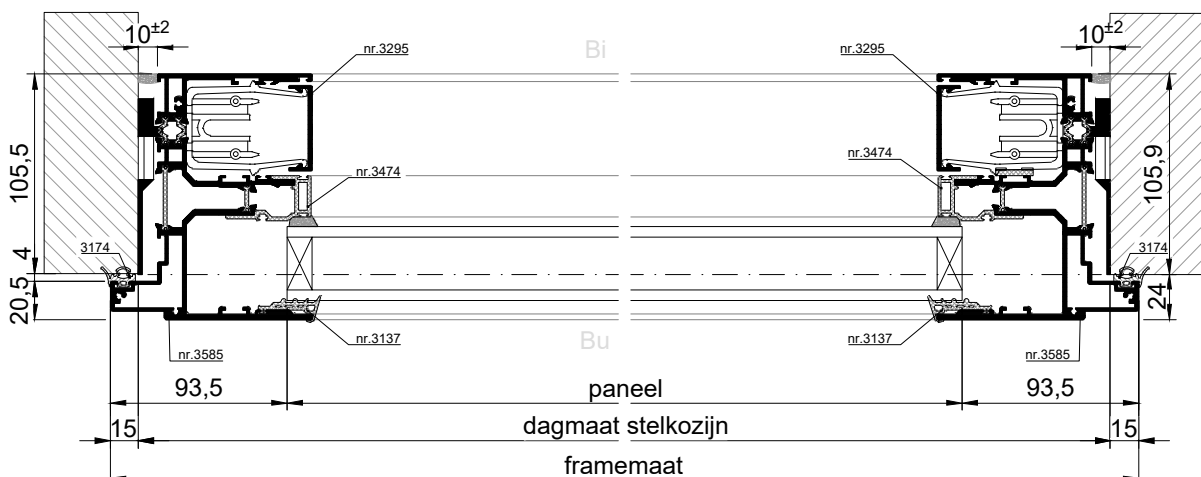 10±2
10±2
nr.3295
Bi
nr.3295
105,5
nr.3474
nr.3474
105,9
4
3174
3174
20,5
24
Bu
nr.3585
nr.3137
nr.3137
nr.3585
93,5
paneel
93,5
15
dagmaat stelkozijn
15
framemaat